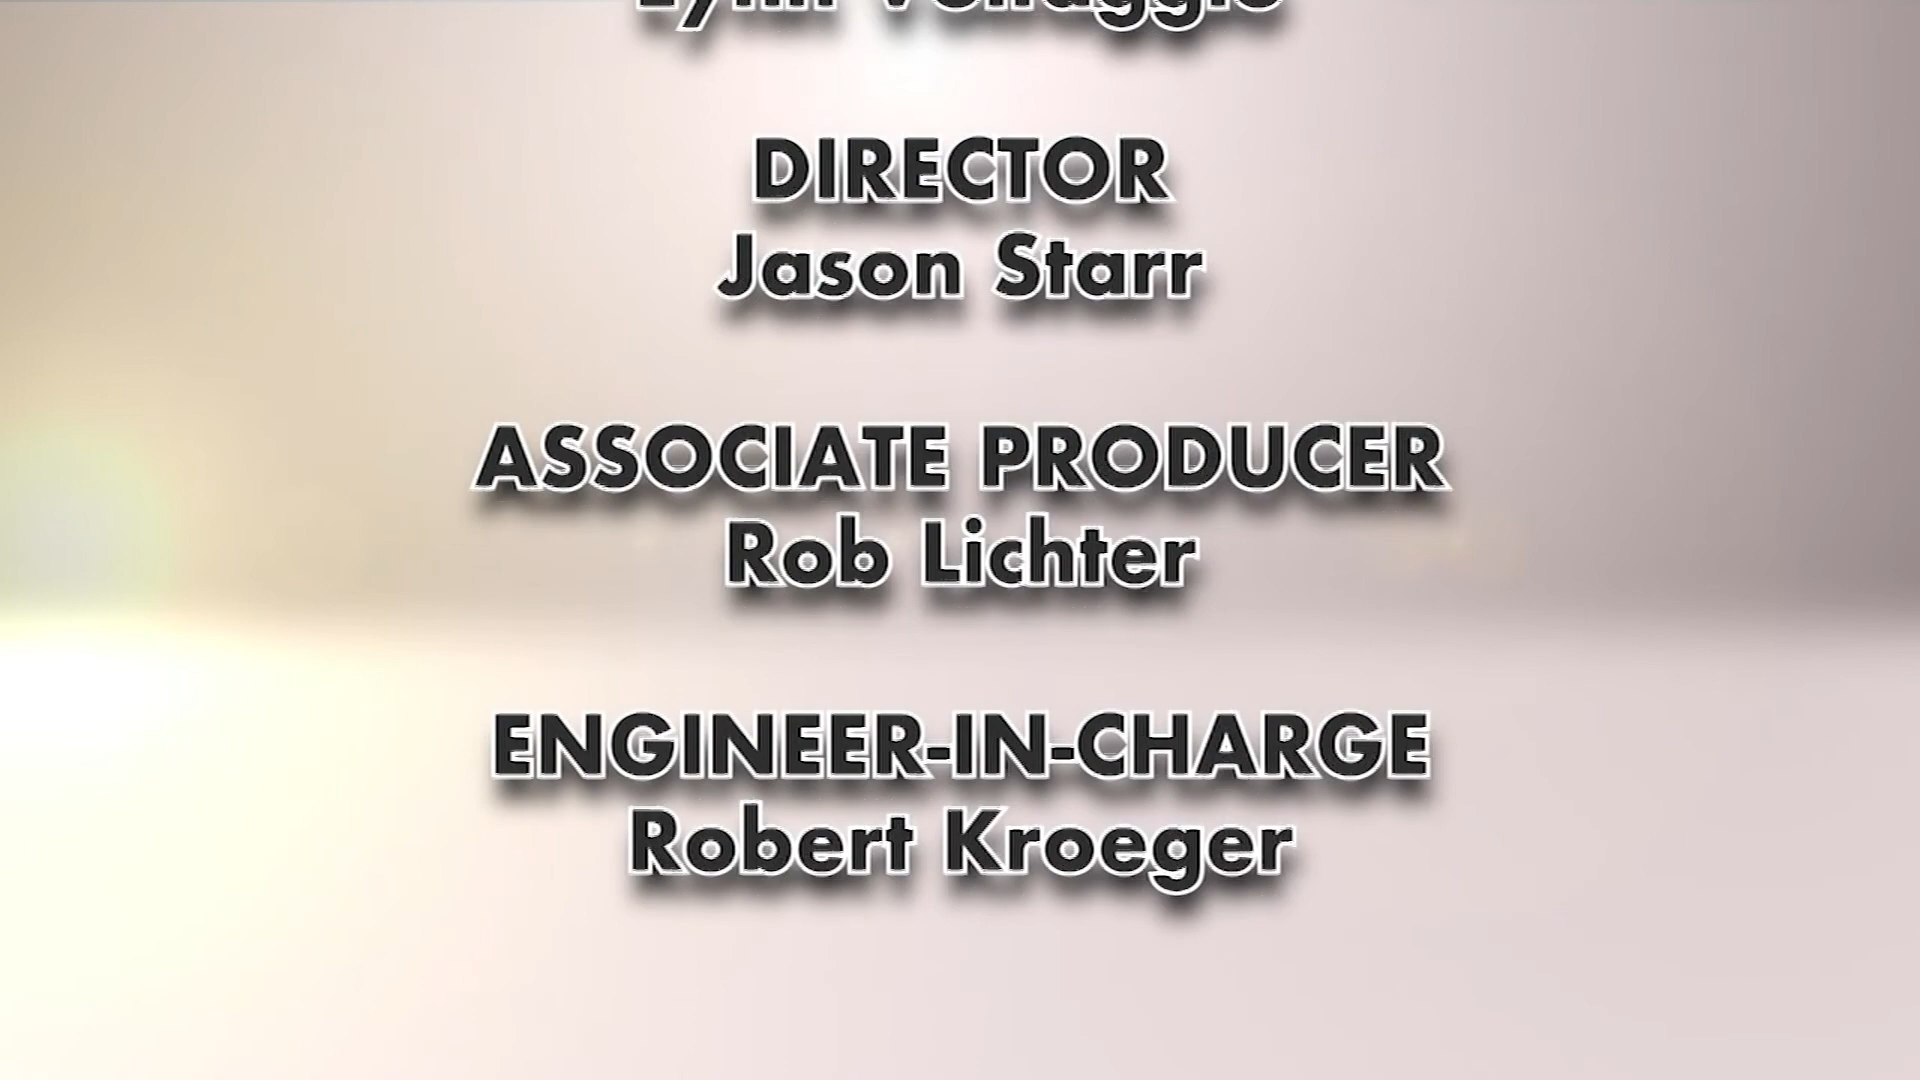 DIRECTOR
Jason Starr
ASSOCIATE PRODUCER
Rob Lichter
ENGINEER-IN-CHARGE
Robert Kroeger